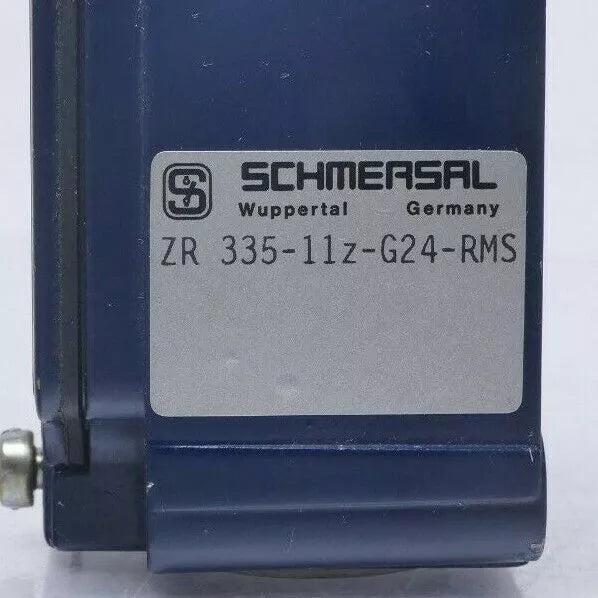 SCHMERSAL
Wuppertal Germany
ZR 335-11z-G24-RMS